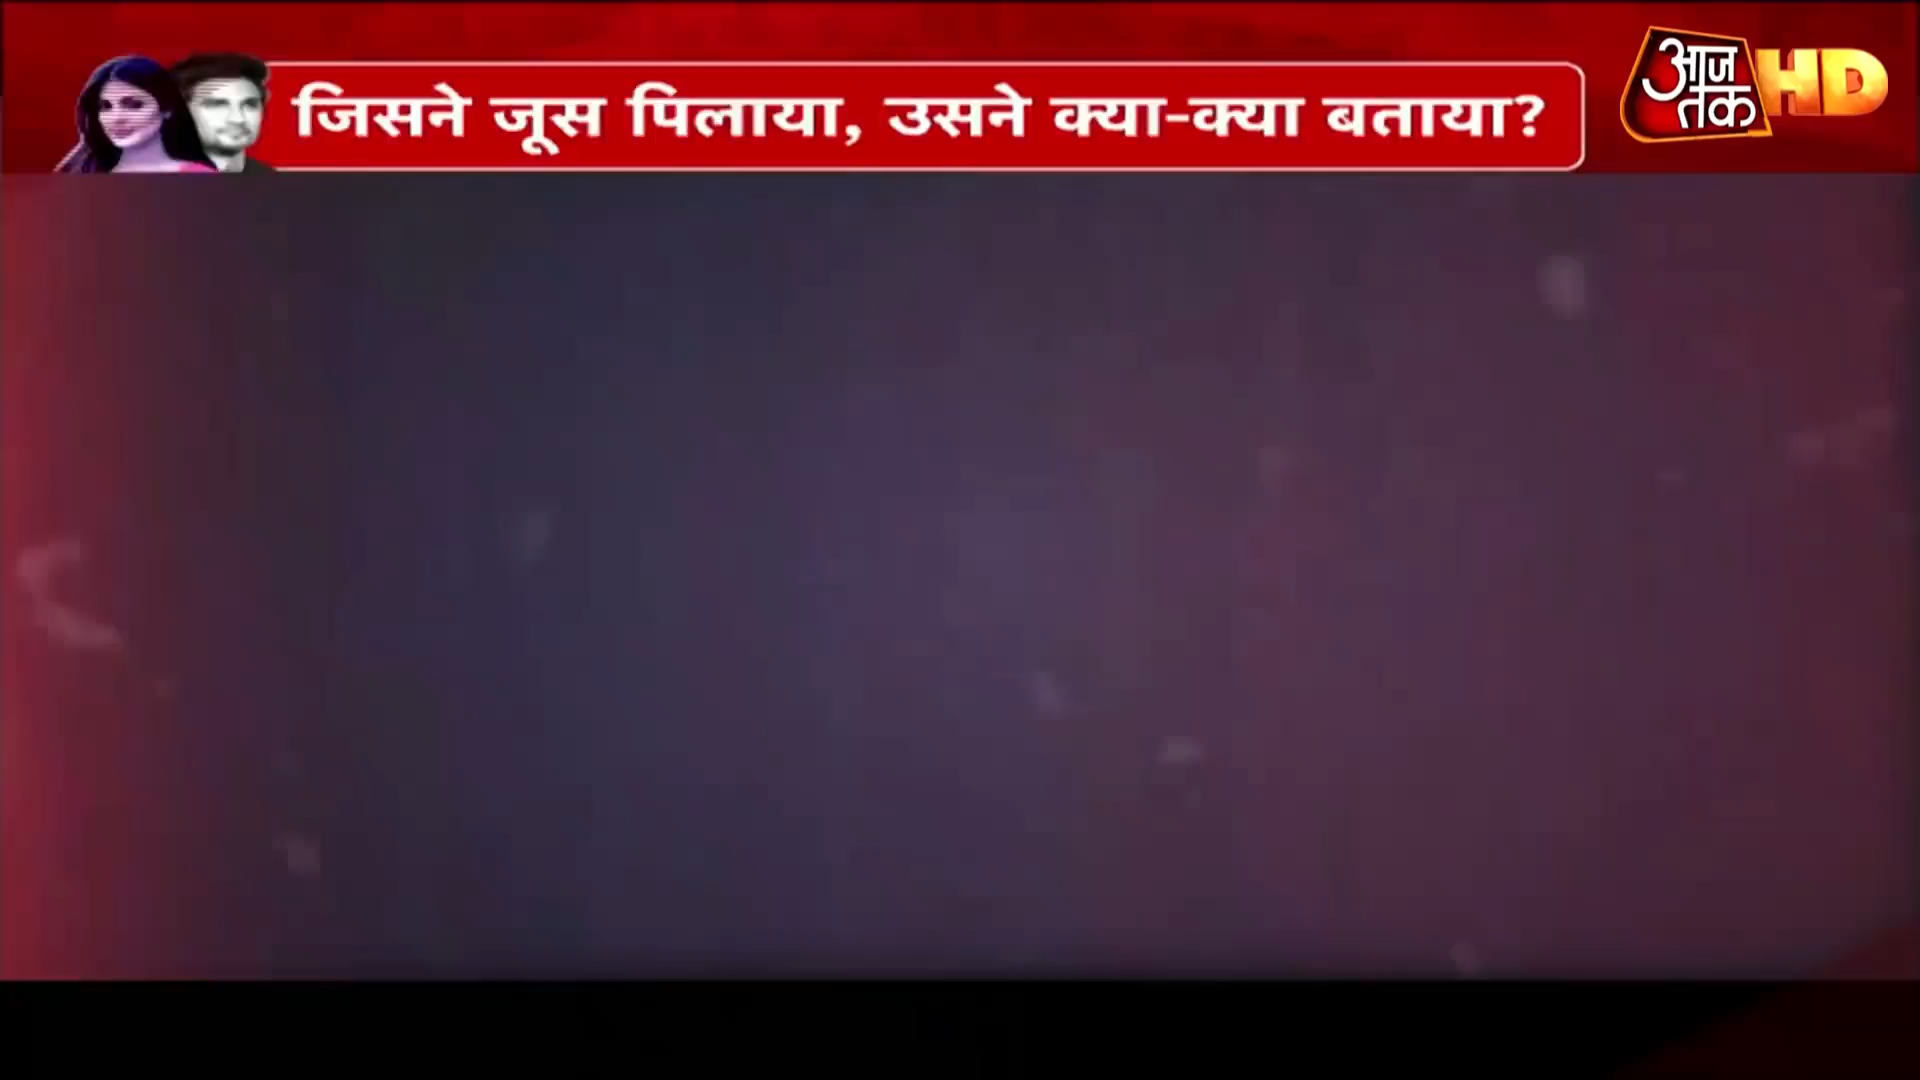 जिसने जूस पिलाया, उसने क्या-क्या बताया?
आज
तक HD